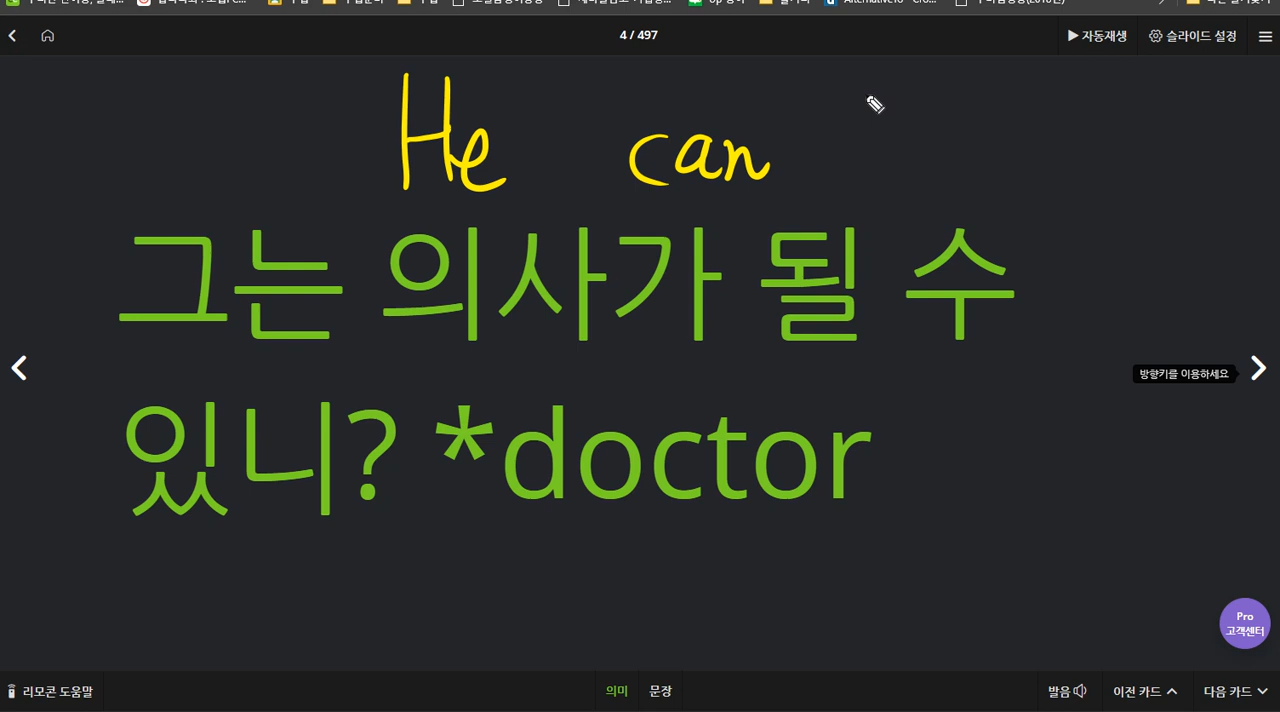 4 / 497
▶ 자동재생
슬라이드 설정
He can
그는 의사가 될 수
방향키를 이용하세요
있니? *doctor
Pro
고객센터
리모콘 도움말
의미
문장
발음
이전 카드
다음 카드